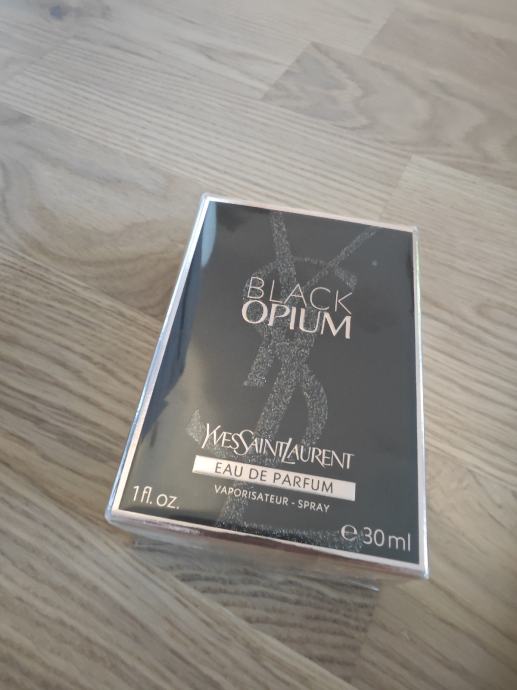 BLACK
OPIUM
YVESSAINTLAURENT
EAU DE PARFUM
VAPORISATEUR - SPRAY
1 fl. oz.
℮ 30 ml